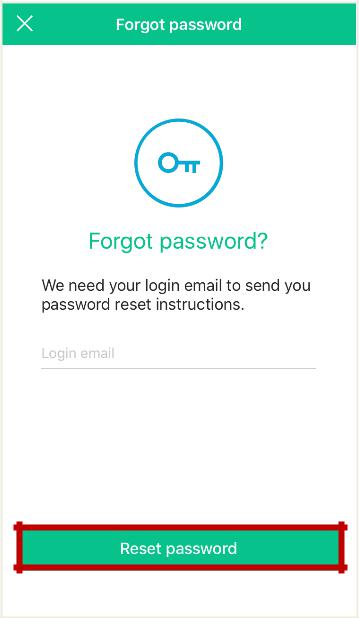 Forgot password
Forgot password?
We need your login email to send you
password reset instructions.
Login email
Reset password